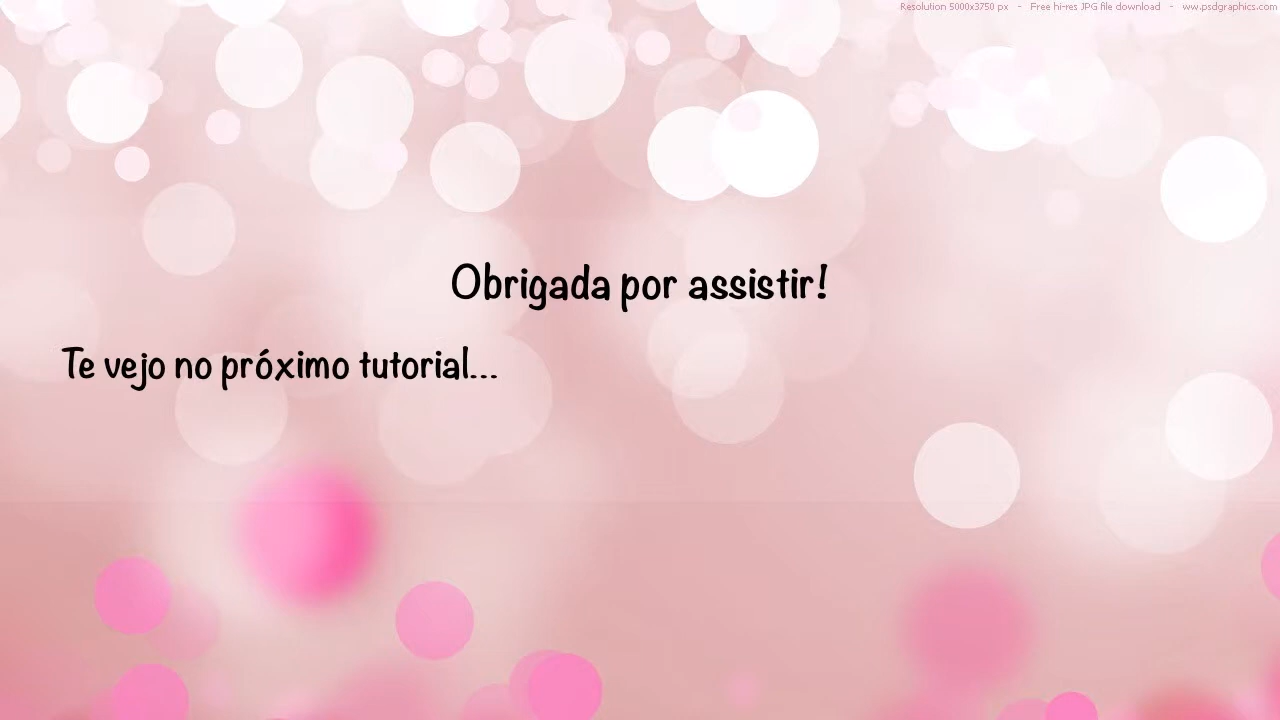 Resolution 5000x3750 px - Free hi-res JPG file download - www.psdgraphics.com
Obrigada por assistir!
Te vejo no próximo tutorial...